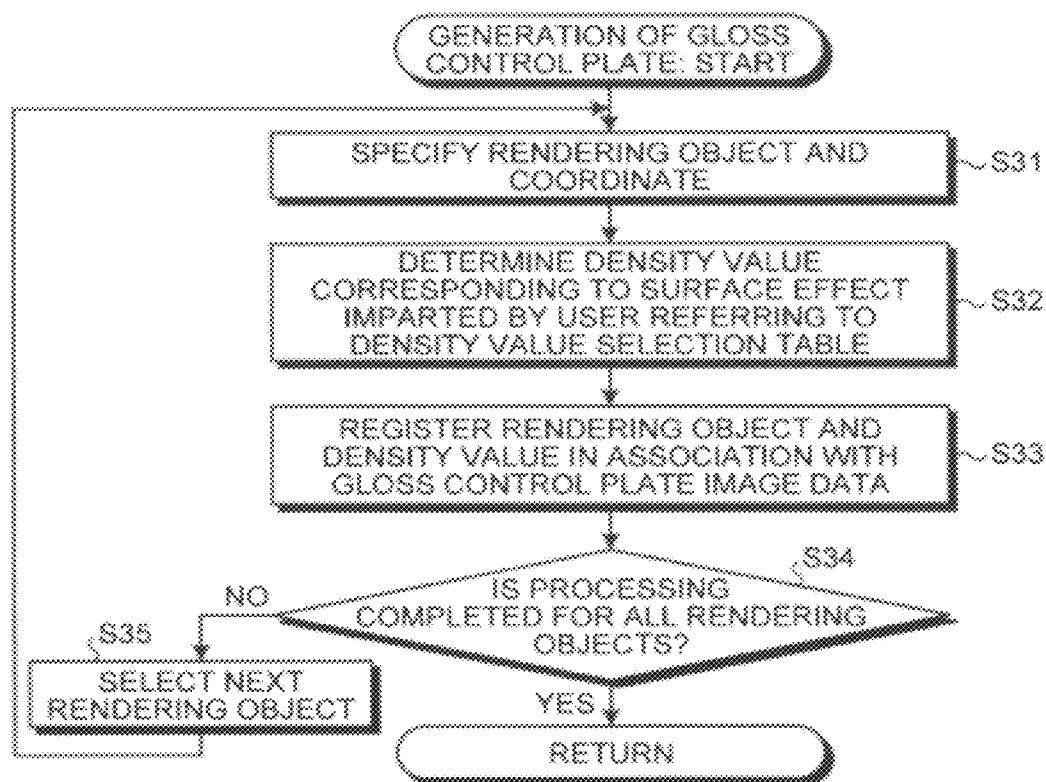 GENERATION OF GLOSS
CONTROL PLATE: START
SPECIFY RENDERING OBJECT AND
COORDINATE
S31
DETERMINE DENSITY VALUE
CORRESPONDING TO SURFACE EFFECT
IMPARTED BY USER REFERRING TO
DENSITY VALUE SELECTION TABLE
S32
REGISTER RENDERING OBJECT AND
DENSITY VALUE IN ASSOCIATION WITH
GLOSS CONTROL PLATE IMAGE DATA
S33
S34
IS PROCESSING
COMPLETED FOR ALL RENDERING
OBJECTS?
NO
S35
SELECT NEXT
RENDERING OBJECT
YES
RETURN